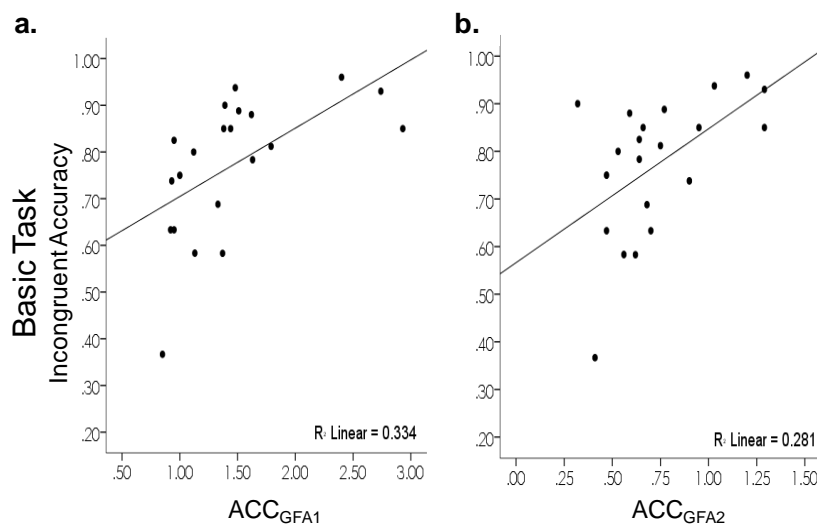 a.
Basic Task
Incongruent Accuracy
1.00
.90
.80
.70
.60
.50
.40
.30
.20
R² Linear = 0.334
.50 1.00 1.50 2.00 2.50 3.00
ACC_GFA1
b.
1.00
.90
.80
.70
.60
.50
.40
.30
.20
R² Linear = 0.281
.00 .25 .50 .75 1.00 1.25 1.50
ACC_GFA2